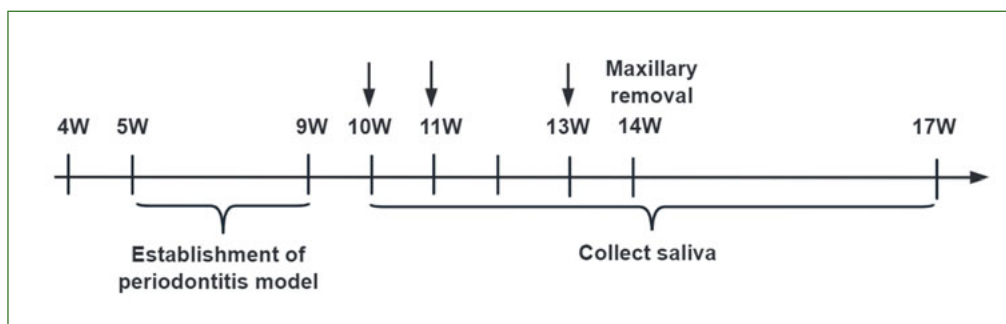 Maxillary
removal
4W 5W 9W 10W 11W 13W 14W 17W
Establishment of
periodontitis model
Collect saliva